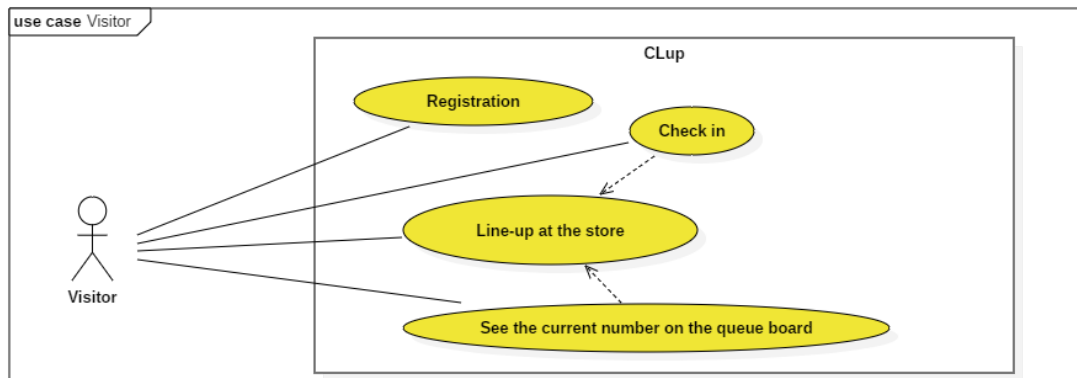 use case Visitor
CLup
Registration
Check in
Line-up at the store
Visitor
See the current number on the queue board